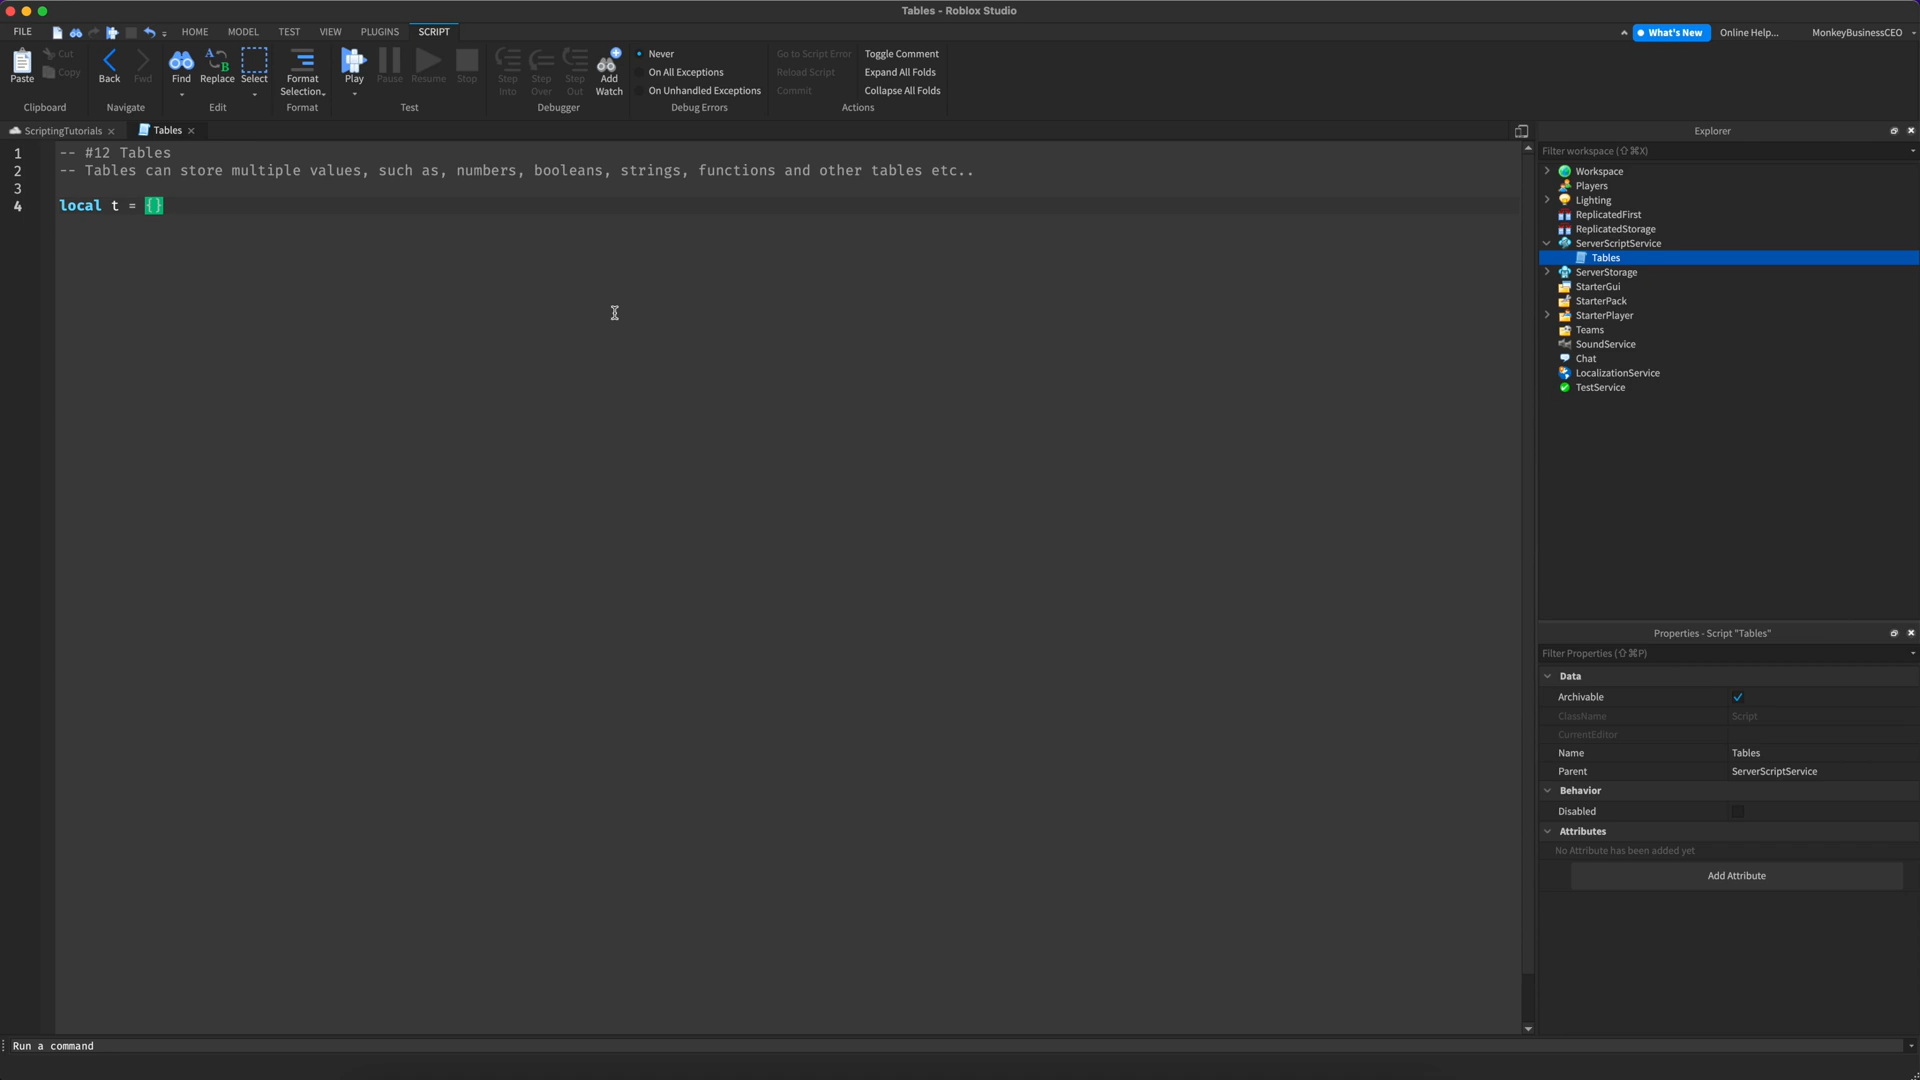 Tables - Roblox Studio
FILE HOME MODEL TEST VIEW PLUGINS SCRIPT What's New Online Help... MonkeyBusinessCEO
Paste
Cut
Copy
Clipboard
Back
Fwd
Navigate
Find
Replace
Select
Edit
Format
Selection
Format
Play
Pause
Resume
Stop
Test
Step
Into
Step
Over
Step
Out
Add
Watch
Debugger
Never
On All Exceptions
On Unhandled Exceptions
Debug Errors
Go to Script Error
Reload Script
Commit
Toggle Comment
Expand All Folds
Collapse All Folds
Actions
ScriptingTutorials
Tables
1 -- #12 Tables
2 -- Tables can store multiple values, such as, numbers, booleans, strings, functions and other tables etc..
3
4 local t = {}
Explorer
Filter workspace (⇧⌘X)
Workspace
Players
Lighting
ReplicatedFirst
ReplicatedStorage
ServerScriptService
Tables
ServerStorage
StarterGui
StarterPack
StarterPlayer
Teams
SoundService
Chat
LocalizationService
TestService
Properties - Script "Tables"
Filter Properties (⇧⌘P)
Data
Archivable
ClassName Script
CurrentEditor
Name Tables
Parent ServerScriptService
Behavior
Disabled
Attributes
No Attribute has been added yet
Add Attribute
Run a command